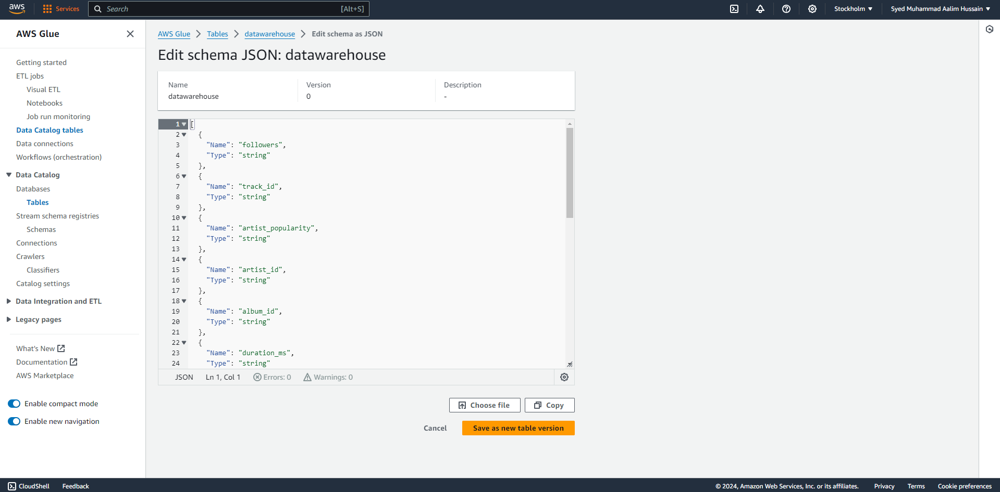 aws
Services
Search
[Alt+S]
Stockholm
Syed Muhammad Aalim Hussain
AWS Glue
Getting started
ETL jobs
Visual ETL
Notebooks
Job run monitoring
Data Catalog tables
Data connections
Workflows (orchestration)
Data Catalog
Databases
Tables
Stream schema registries
Schemas
Connections
Crawlers
Classifiers
Catalog settings
Data Integration and ETL
Legacy pages
What's New
Documentation
AWS Marketplace
Enable compact mode
Enable new navigation
AWS Glue > Tables > datawarehouse > Edit schema as JSON
Edit schema JSON: datawarehouse
Name
datawarehouse
Version
0
Description
-
1 [
2 {
3 "Name": "followers",
4 "Type": "string"
5 },
6 {
7 "Name": "track_id",
8 "Type": "string"
9 },
10 {
11 "Name": "artist_popularity",
12 "Type": "string"
13 },
14 {
15 "Name": "artist_id",
16 "Type": "string"
17 },
18 {
19 "Name": "album_id",
20 "Type": "string"
21 },
22 {
23 "Name": "duration_ms",
24 "Type": "string"
JSON Ln 1, Col 1 Errors: 0 Warnings: 0
Choose file
Copy
Cancel
Save as new table version
CloudShell
Feedback
© 2024, Amazon Web Services, Inc. or its affiliates.
Privacy
Terms
Cookie preferences